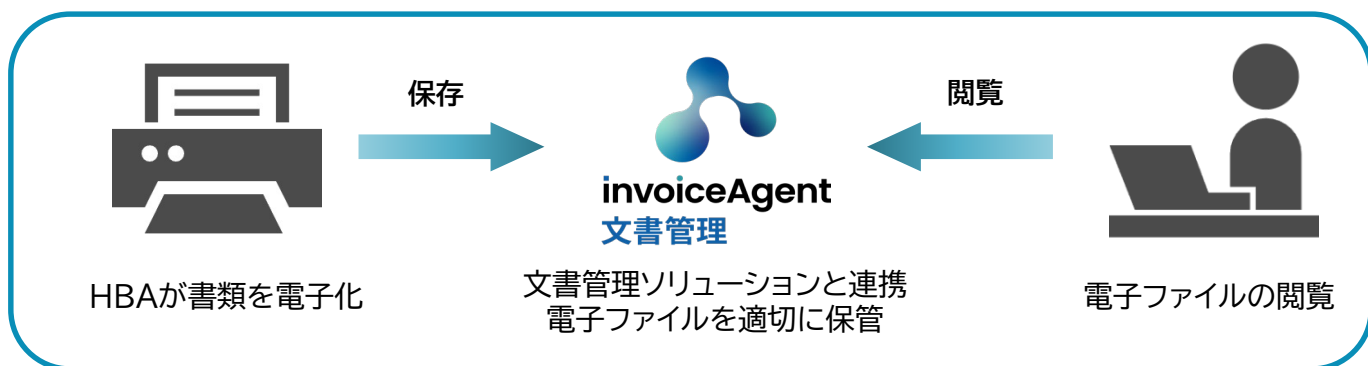 保存
閲覧
invoiceAgent
文書管理
HBAが書類を電子化
文書管理ソリューションと連携
電子ファイルを適切に保管
電子ファイルの閲覧